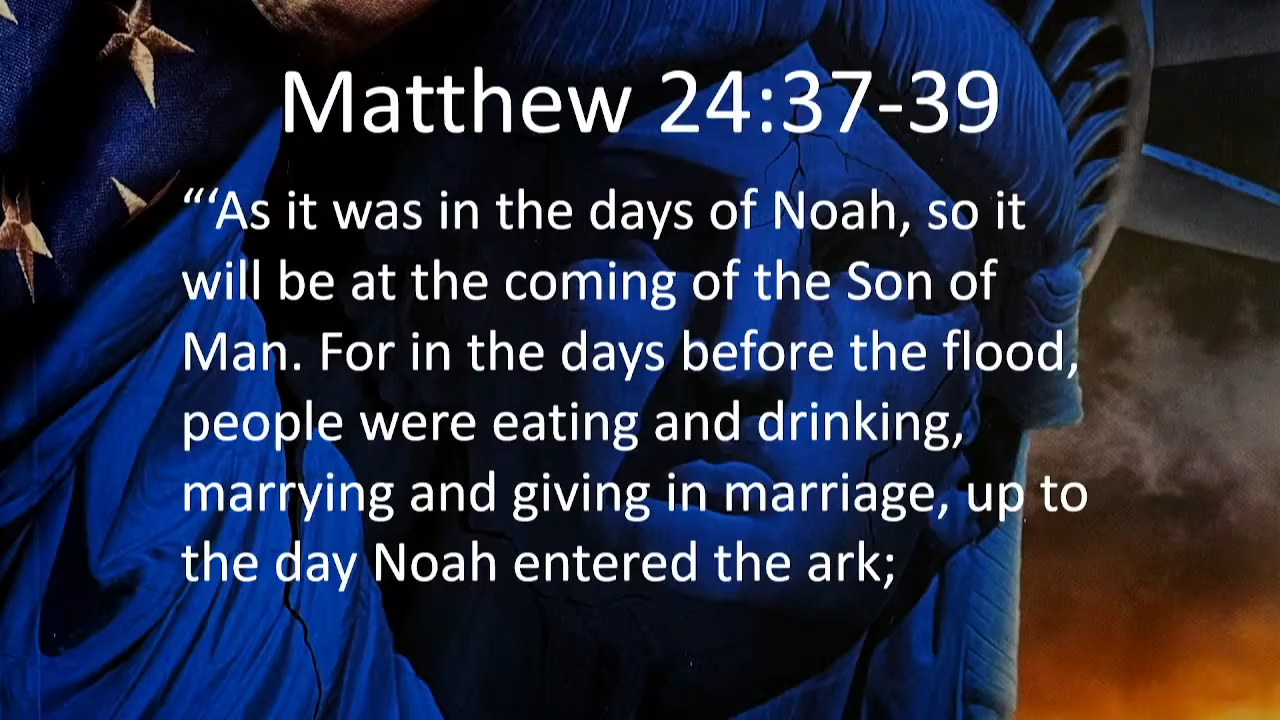 Matthew 24:37-39
“‘As it was in the days of Noah, so it
will be at the coming of the Son of
Man. For in the days before the flood,
people were eating and drinking,
marrying and giving in marriage, up to
the day Noah entered the ark;